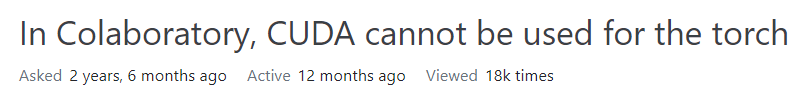 In Colaboratory, CUDA cannot be used for the torch
Asked 2 years, 6 months ago Active 12 months ago Viewed 18k times